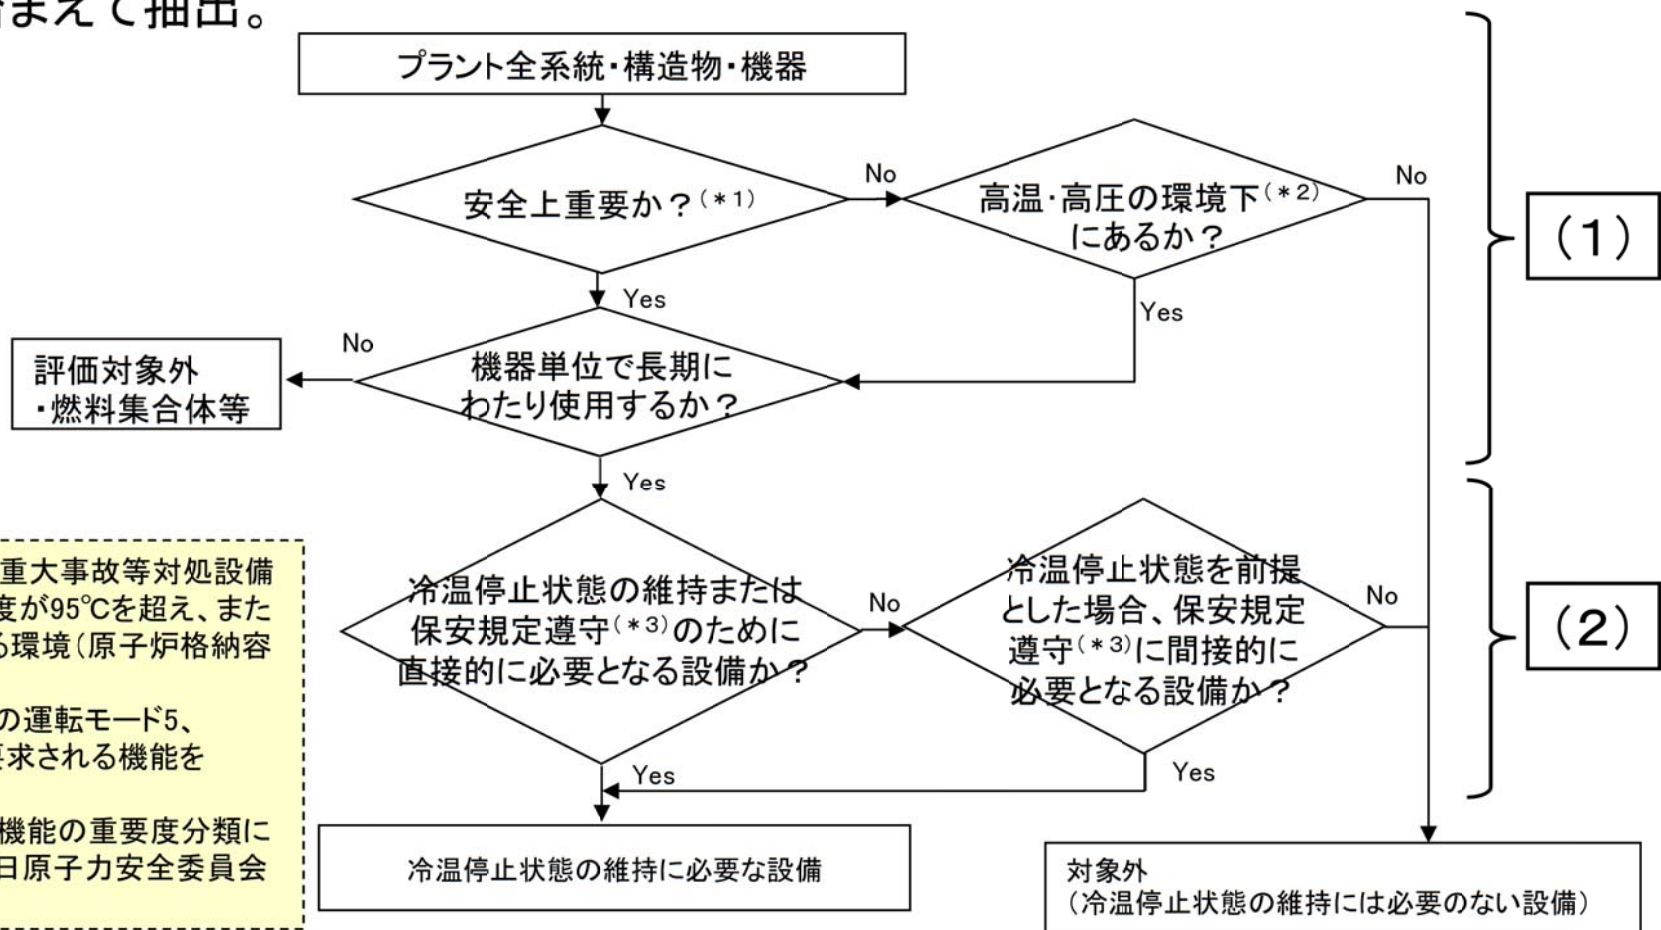 まえて抽出。
プラント全系統・構造物・機器
安全上重要か？(＊1)
No
高温・高圧の環境下(＊2)
にあるか？
No
（1）
Yes
Yes
機器単位で長期に
わたり使用するか？
No
評価対象外
・燃料集合体等
Yes
冷温停止状態の維持または
保安規定遵守(＊3)のために
直接的に必要となる設備か？
No
冷温停止状態を前提
とした場合、保安規定
遵守(＊3)に間接的に
必要となる設備か？
No
（2）
Yes
Yes
重大事故等対処設備
度が95℃を超え、また
る環境（原子炉格納容
の運転モード5、
要求される機能を
機能の重要度分類に
日原子力安全委員会
冷温停止状態の維持に必要な設備
対象外
（冷温停止状態の維持には必要のない設備）